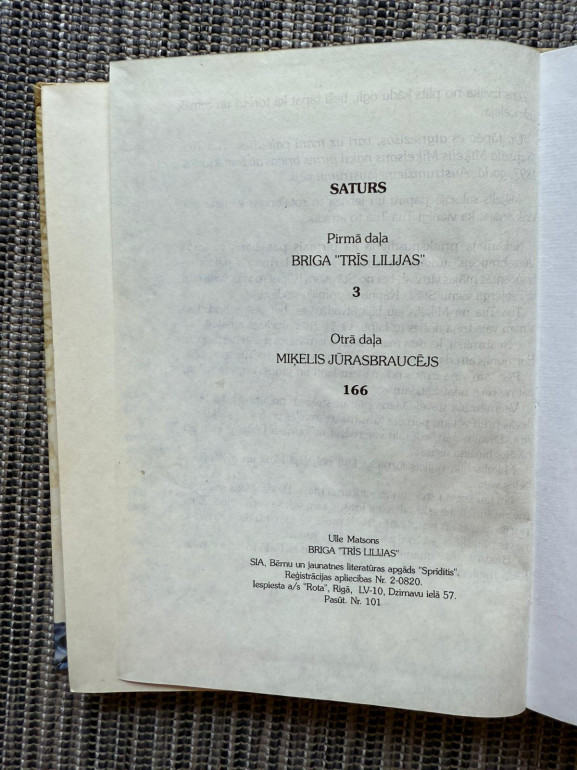 SATURS
Pirmā daļa
BRIGA "TRĪS LILIJAS"
3
Otrā daļa
MIĶELIS JŪRASBRAUCĒJS
166
Ulle Matsons
BRIGA "TRĪS LILIJAS"
SIA, Bērnu un jaunatnes literatūras apgāds "Sprīdītis".
Reģistrācijas apliecības Nr. 2-0820.
Iespiesta a/s "Rota", Rīgā, LV-10, Dzirnavu ielā 57.
Pasūt. Nr. 101